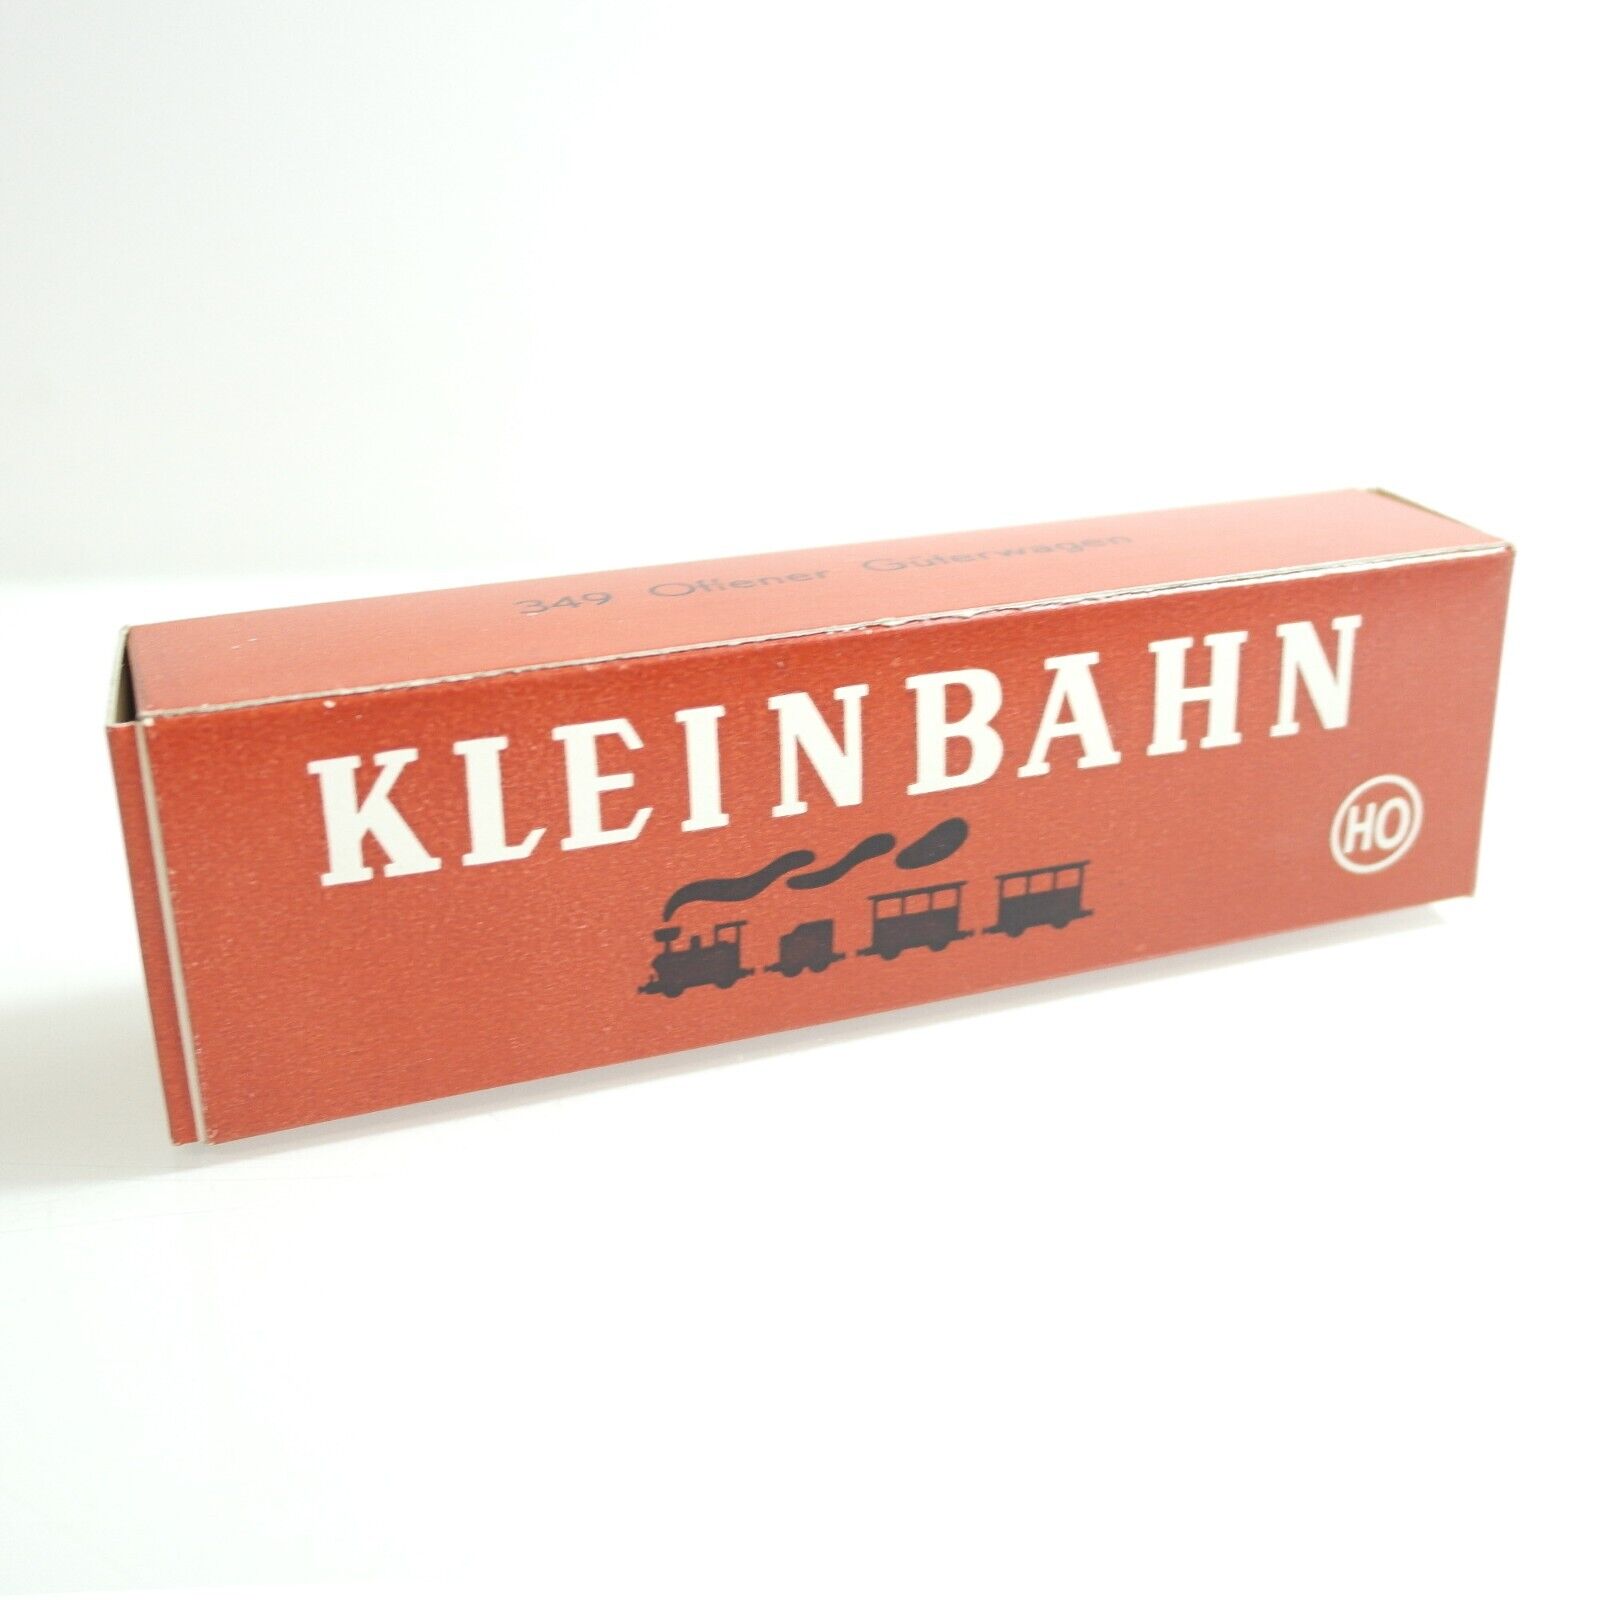 349 Offener Güterwagen
KLEINBAHN
HO